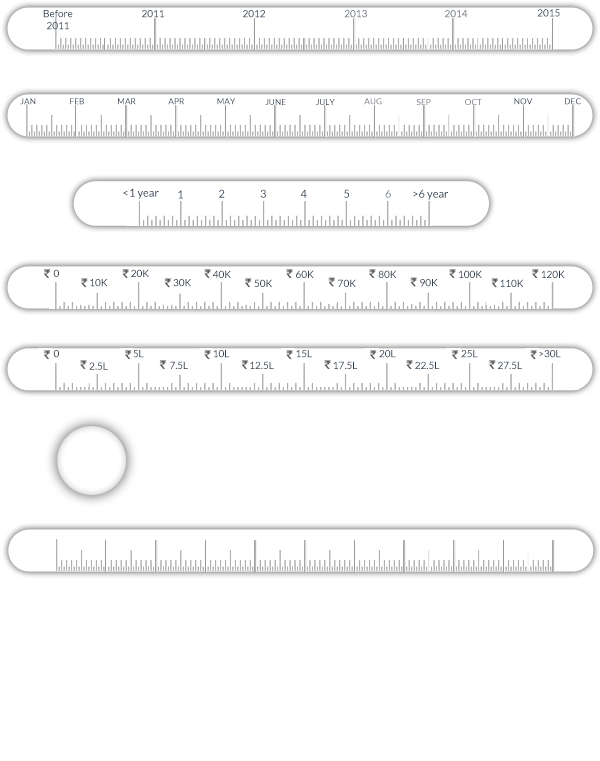 Before 2011 2012 2013 2014 2015
2011
JAN FEB MAR APR MAY JUNE JULY AUG SEP OCT NOV DEC
<1 year 1 2 3 4 5 6 >6 year
₹ 0 ₹ 20K ₹ 40K ₹ 60K ₹ 80K ₹ 100K ₹ 120K
₹ 10K ₹ 30K ₹ 50K ₹ 70K ₹ 90K ₹ 110K
₹ 0 ₹ 5L ₹ 10L ₹ 15L ₹ 20L ₹ 25L ₹ >30L
₹ 2.5L ₹ 7.5L ₹ 12.5L ₹ 17.5L ₹ 22.5L ₹ 27.5L